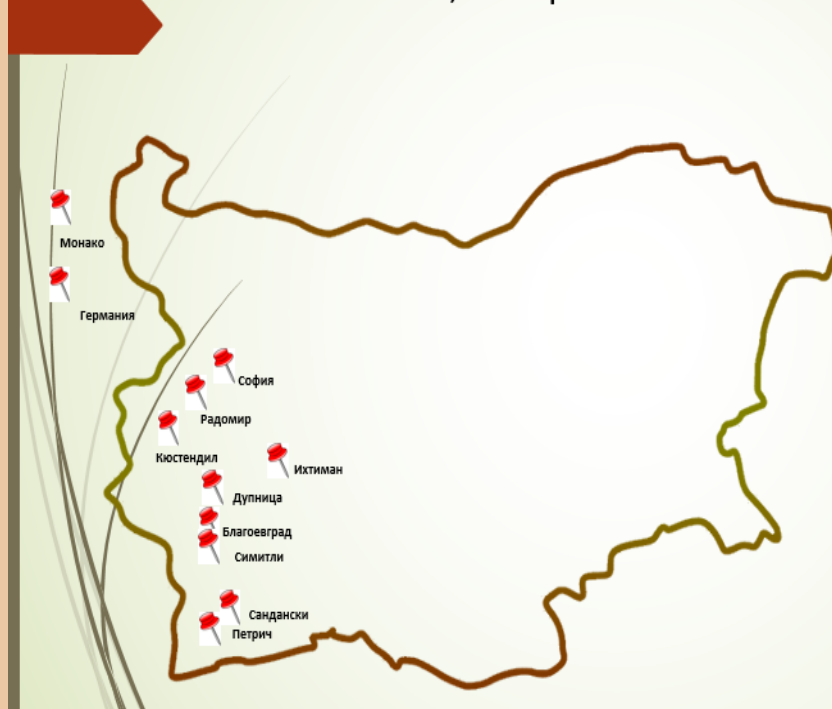 Монако
Германия
София
Радомир
Кюстендил
Ихтиман
Дупница
Благоевград
Симитли
Сандански
Петрич